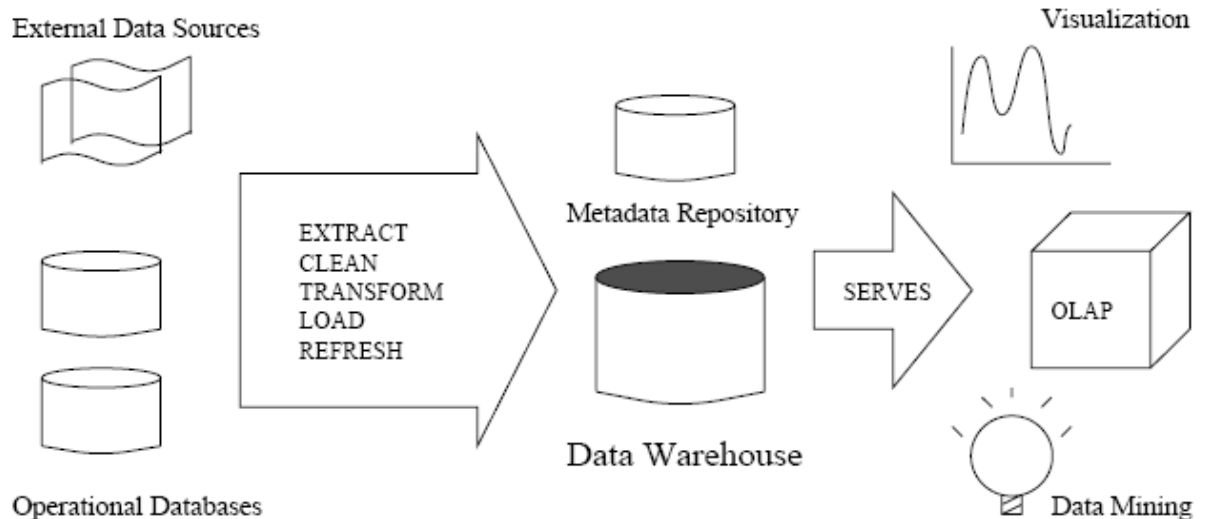 External Data Sources
Visualization
Metadata Repository
EXTRACT
CLEAN
TRANSFORM
LOAD
REFRESH
SERVES
OLAP
Data Warehouse
Operational Databases
Data Mining